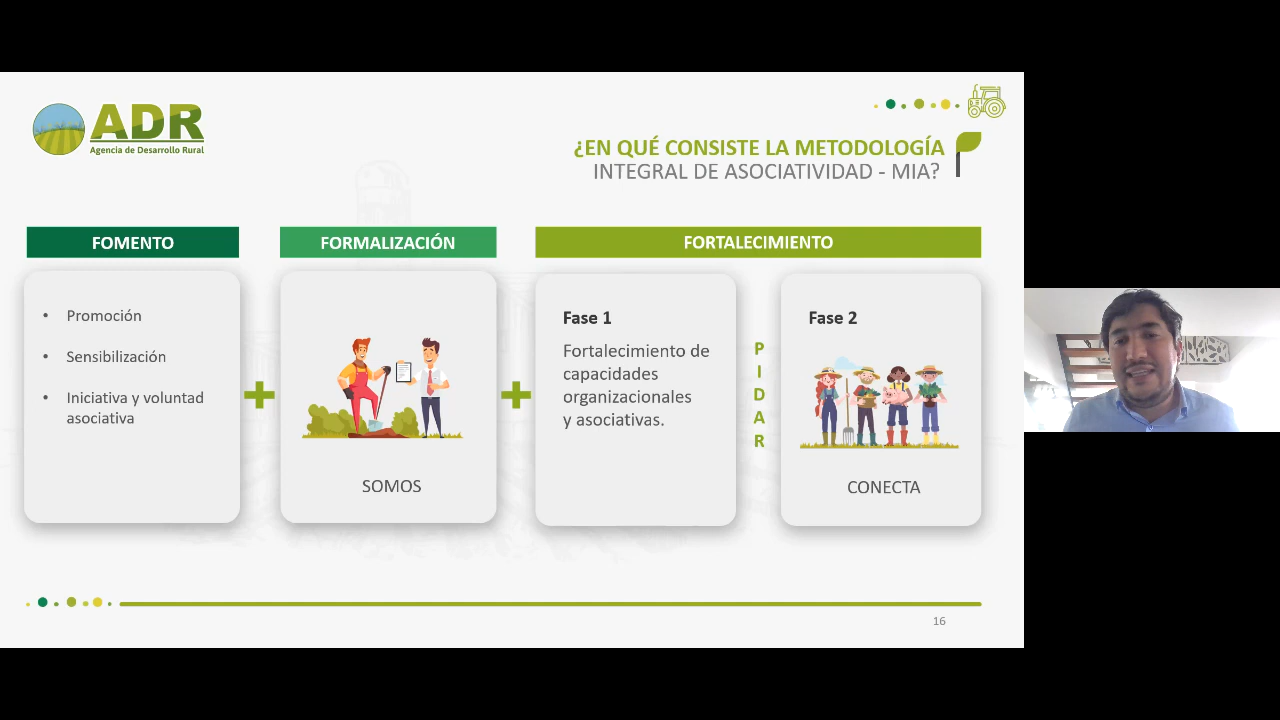 ADR
Agencia de Desarrollo Rural
¿EN QUÉ CONSISTE LA METODOLOGÍA
INTEGRAL DE ASOCIATIVIDAD - MIA?
FOMENTO
• Promoción
• Sensibilización
• Iniciativa y voluntad
asociativa
FORMALIZACIÓN
SOMOS
FORTALECIMIENTO
Fase 1
Fortalecimiento de
capacidades
organizacionales
y asociativas.
P
I
D
A
R
Fase 2
CONECTA
16